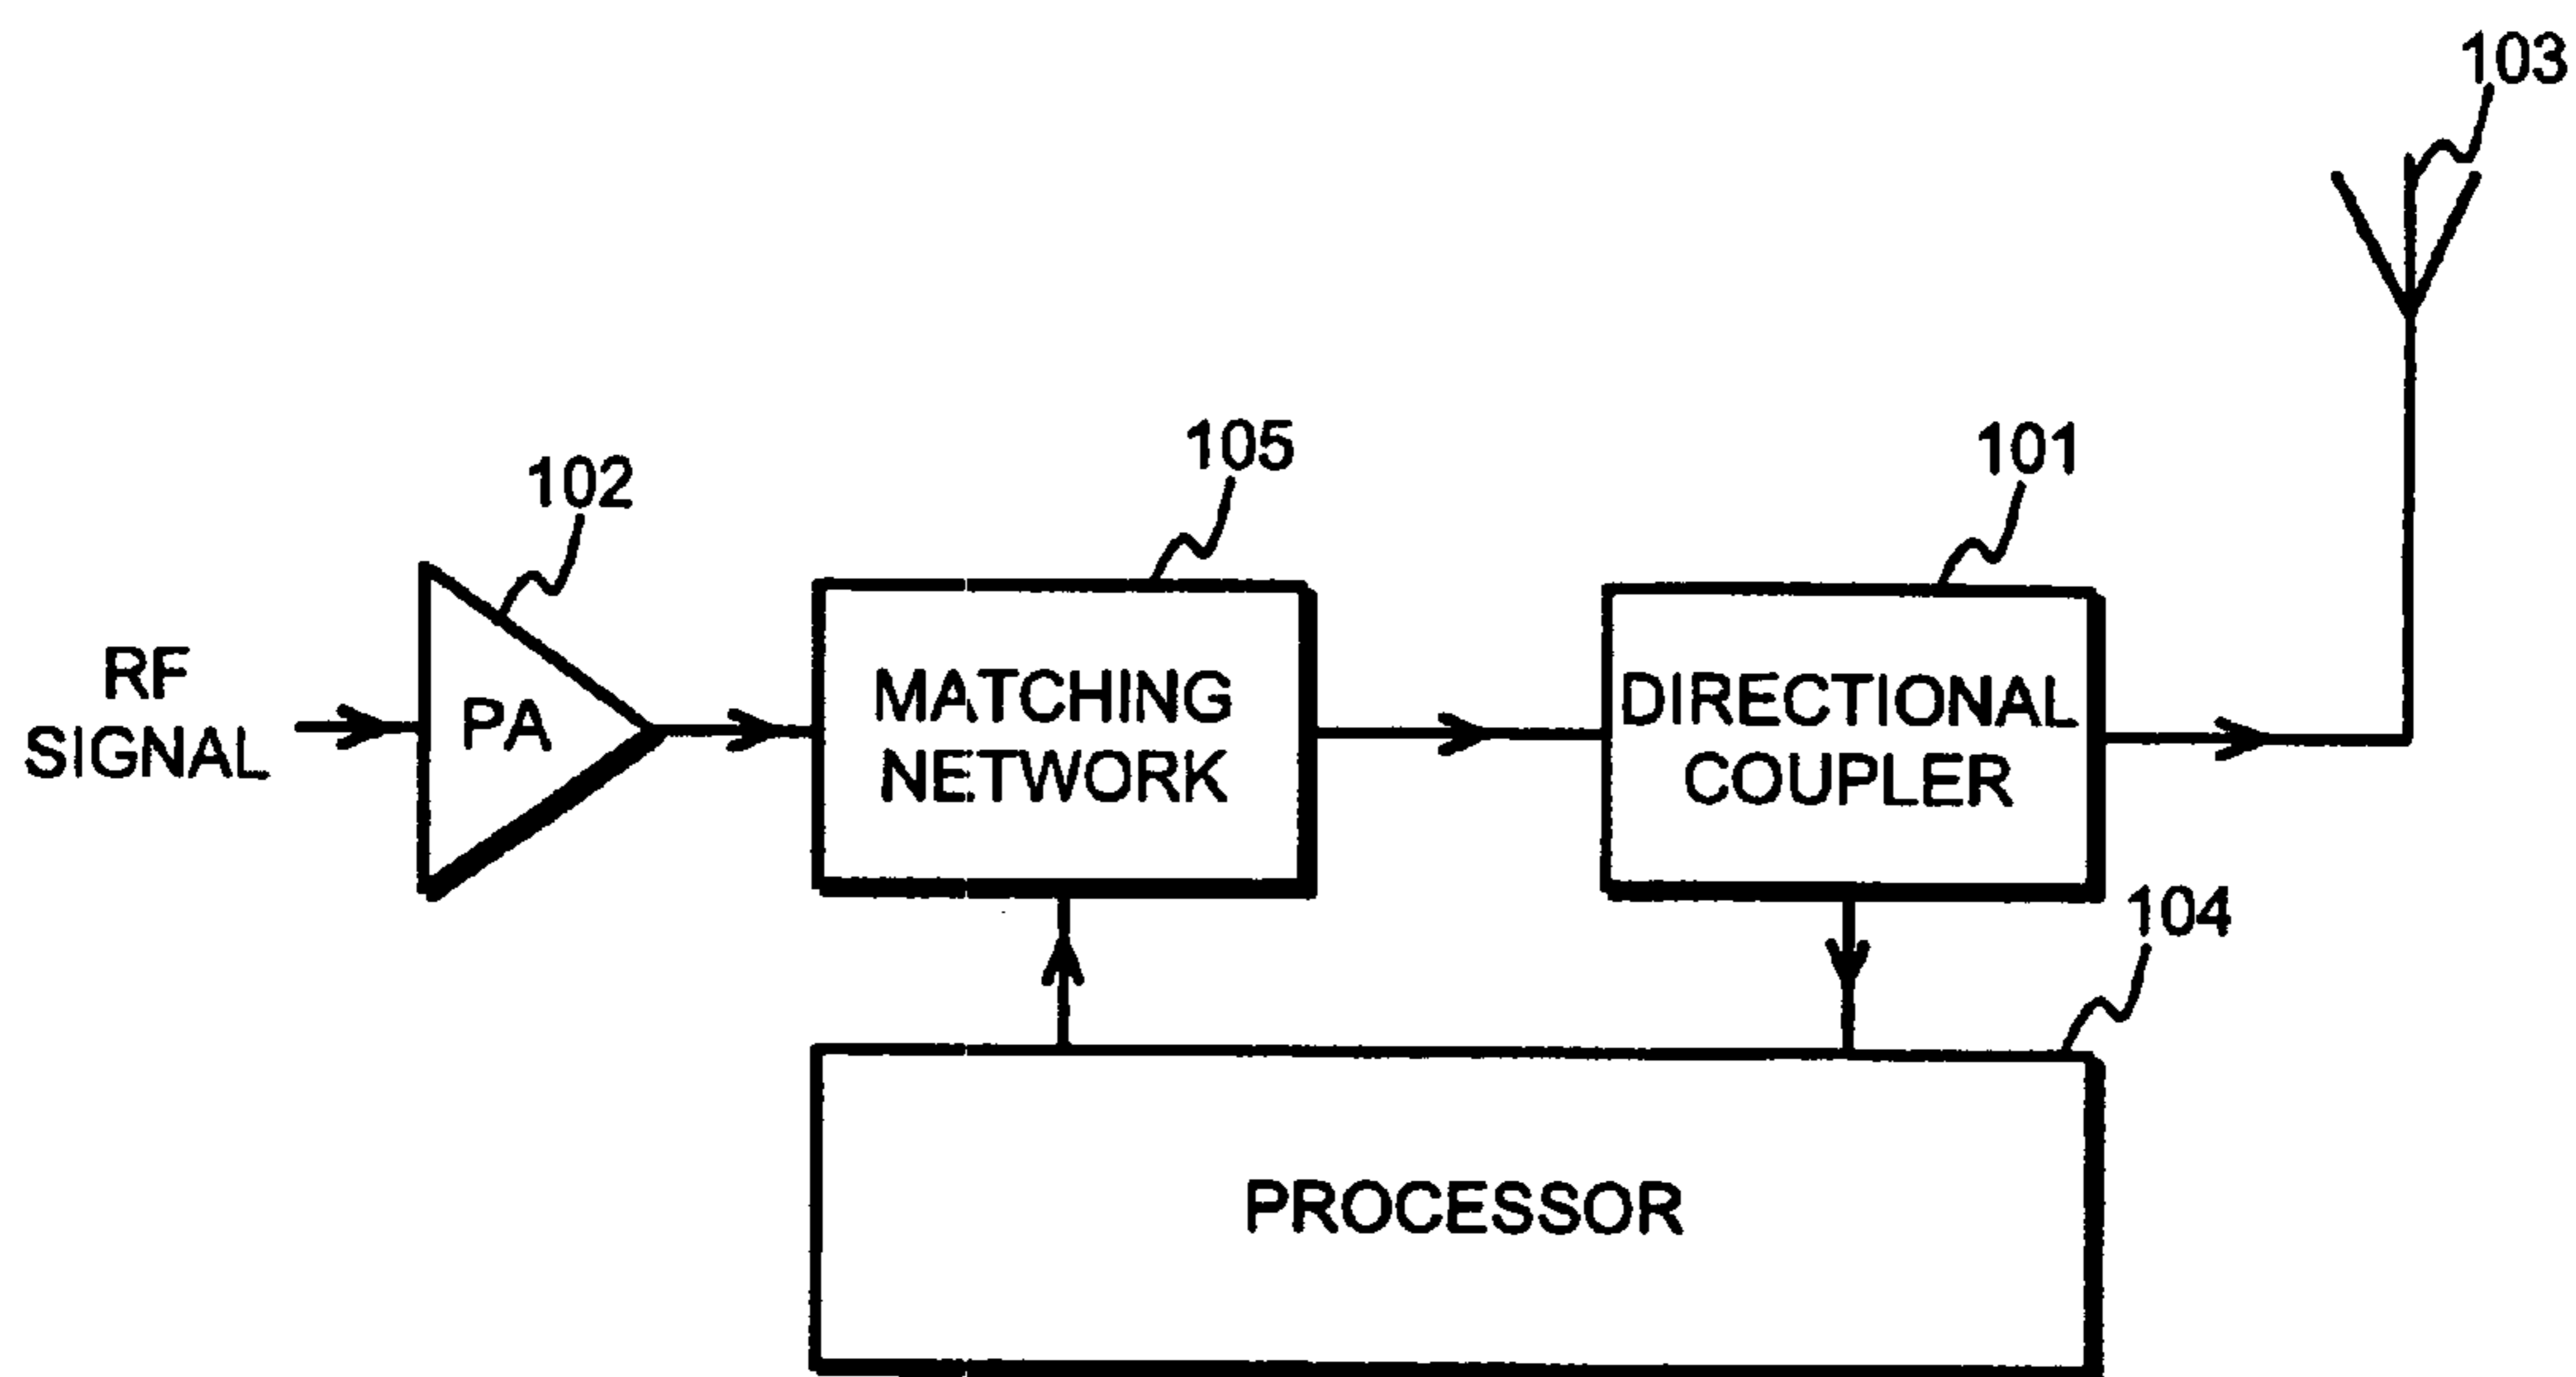 103
105
101
102
RF
SIGNAL
PA
MATCHING
NETWORK
DIRECTIONAL
COUPLER
104
PROCESSOR